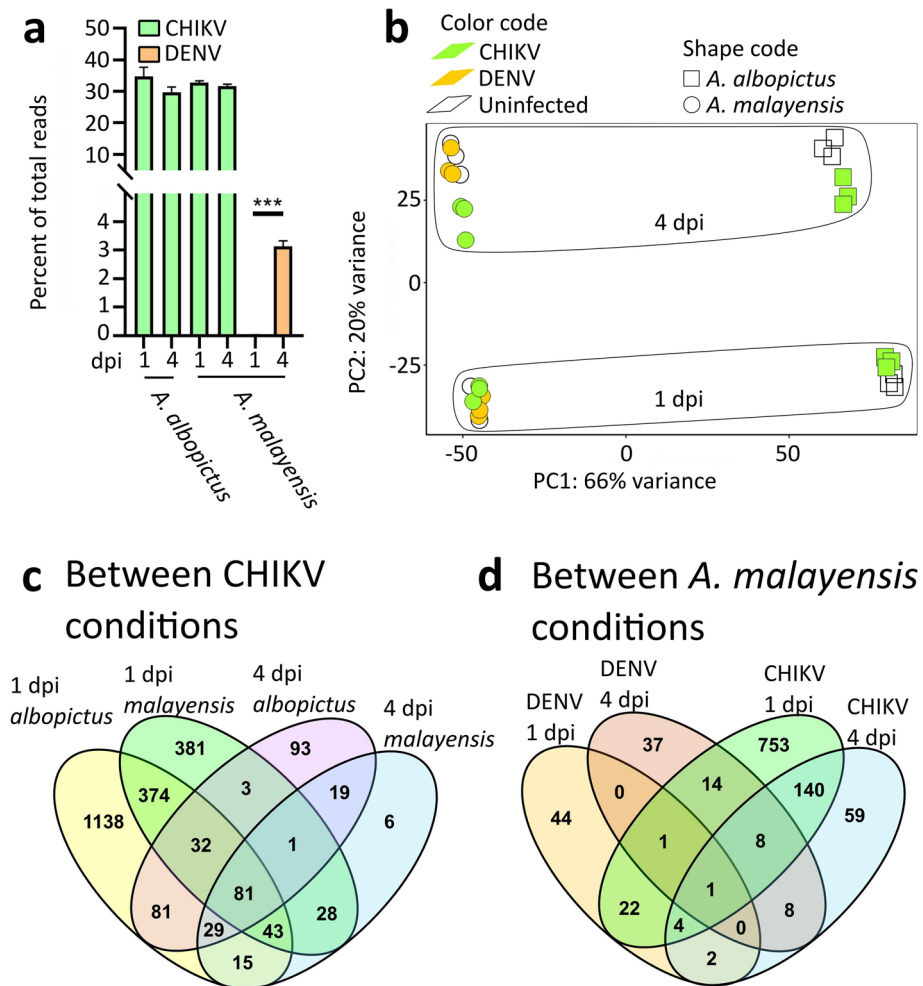 a
50
40
30
20
10
4
3
2
1
0
Percent of total reads
CHIKV
DENV
***
dpi 1 4 1 4 1 4
A. albopictus
A. malayensis
b
Color code
CHIKV
DENV
Uninfected
Shape code
A. albopictus
A. malayensis
PC2: 20% variance
25
0
-25
4 dpi
1 dpi
-50 0 50
PC1: 66% variance
c Between CHIKV
conditions
1 dpi
albopictus
1 dpi
malayensis
4 dpi
albopictus
4 dpi
malayensis
381 93
374 3 19
1138 6
32 1
81
81 28
29 43
15
d Between A. malayensis
conditions
DENV
1 dpi
DENV
4 dpi
CHIKV
1 dpi
CHIKV
4 dpi
37 753
0 14 140
44 59
1 8
1
22 8
4 0
2